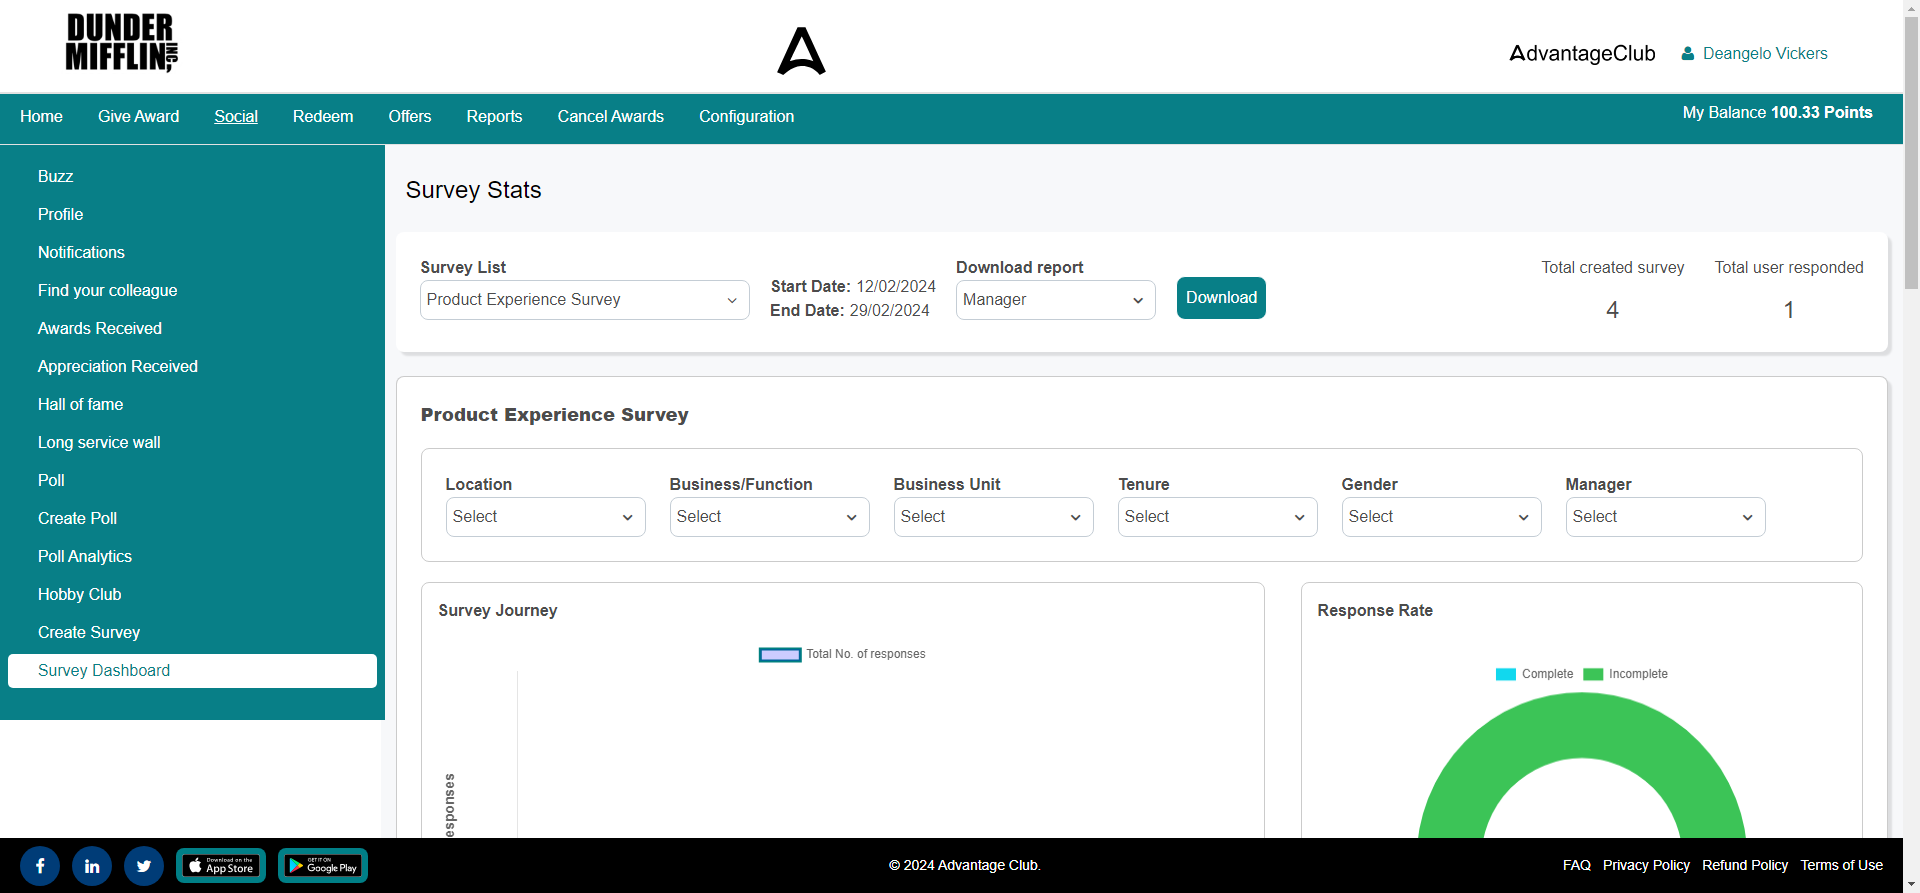 DUNDER
MIFFLIN INC,
AdvantageClub
Deangelo Vickers
Home Give Award Social Redeem Offers Reports Cancel Awards Configuration
My Balance 100.33 Points
Buzz
Profile
Notifications
Find your colleague
Awards Received
Appreciation Received
Hall of fame
Long service wall
Poll
Create Poll
Poll Analytics
Hobby Club
Create Survey
Survey Dashboard
Survey Stats
Survey List
Product Experience Survey
Start Date: 12/02/2024
End Date: 29/02/2024
Download report
Manager
Download
Total created survey
4
Total user responded
1
Product Experience Survey
Location Business/Function Business Unit Tenure Gender Manager
Select Select Select Select Select Select
Survey Journey
Total No. of responses
esponses
Response Rate
Complete Incomplete
Download on the
App Store
GET IT ON
Google Play
© 2024 Advantage Club.
FAQ Privacy Policy Refund Policy Terms of Use